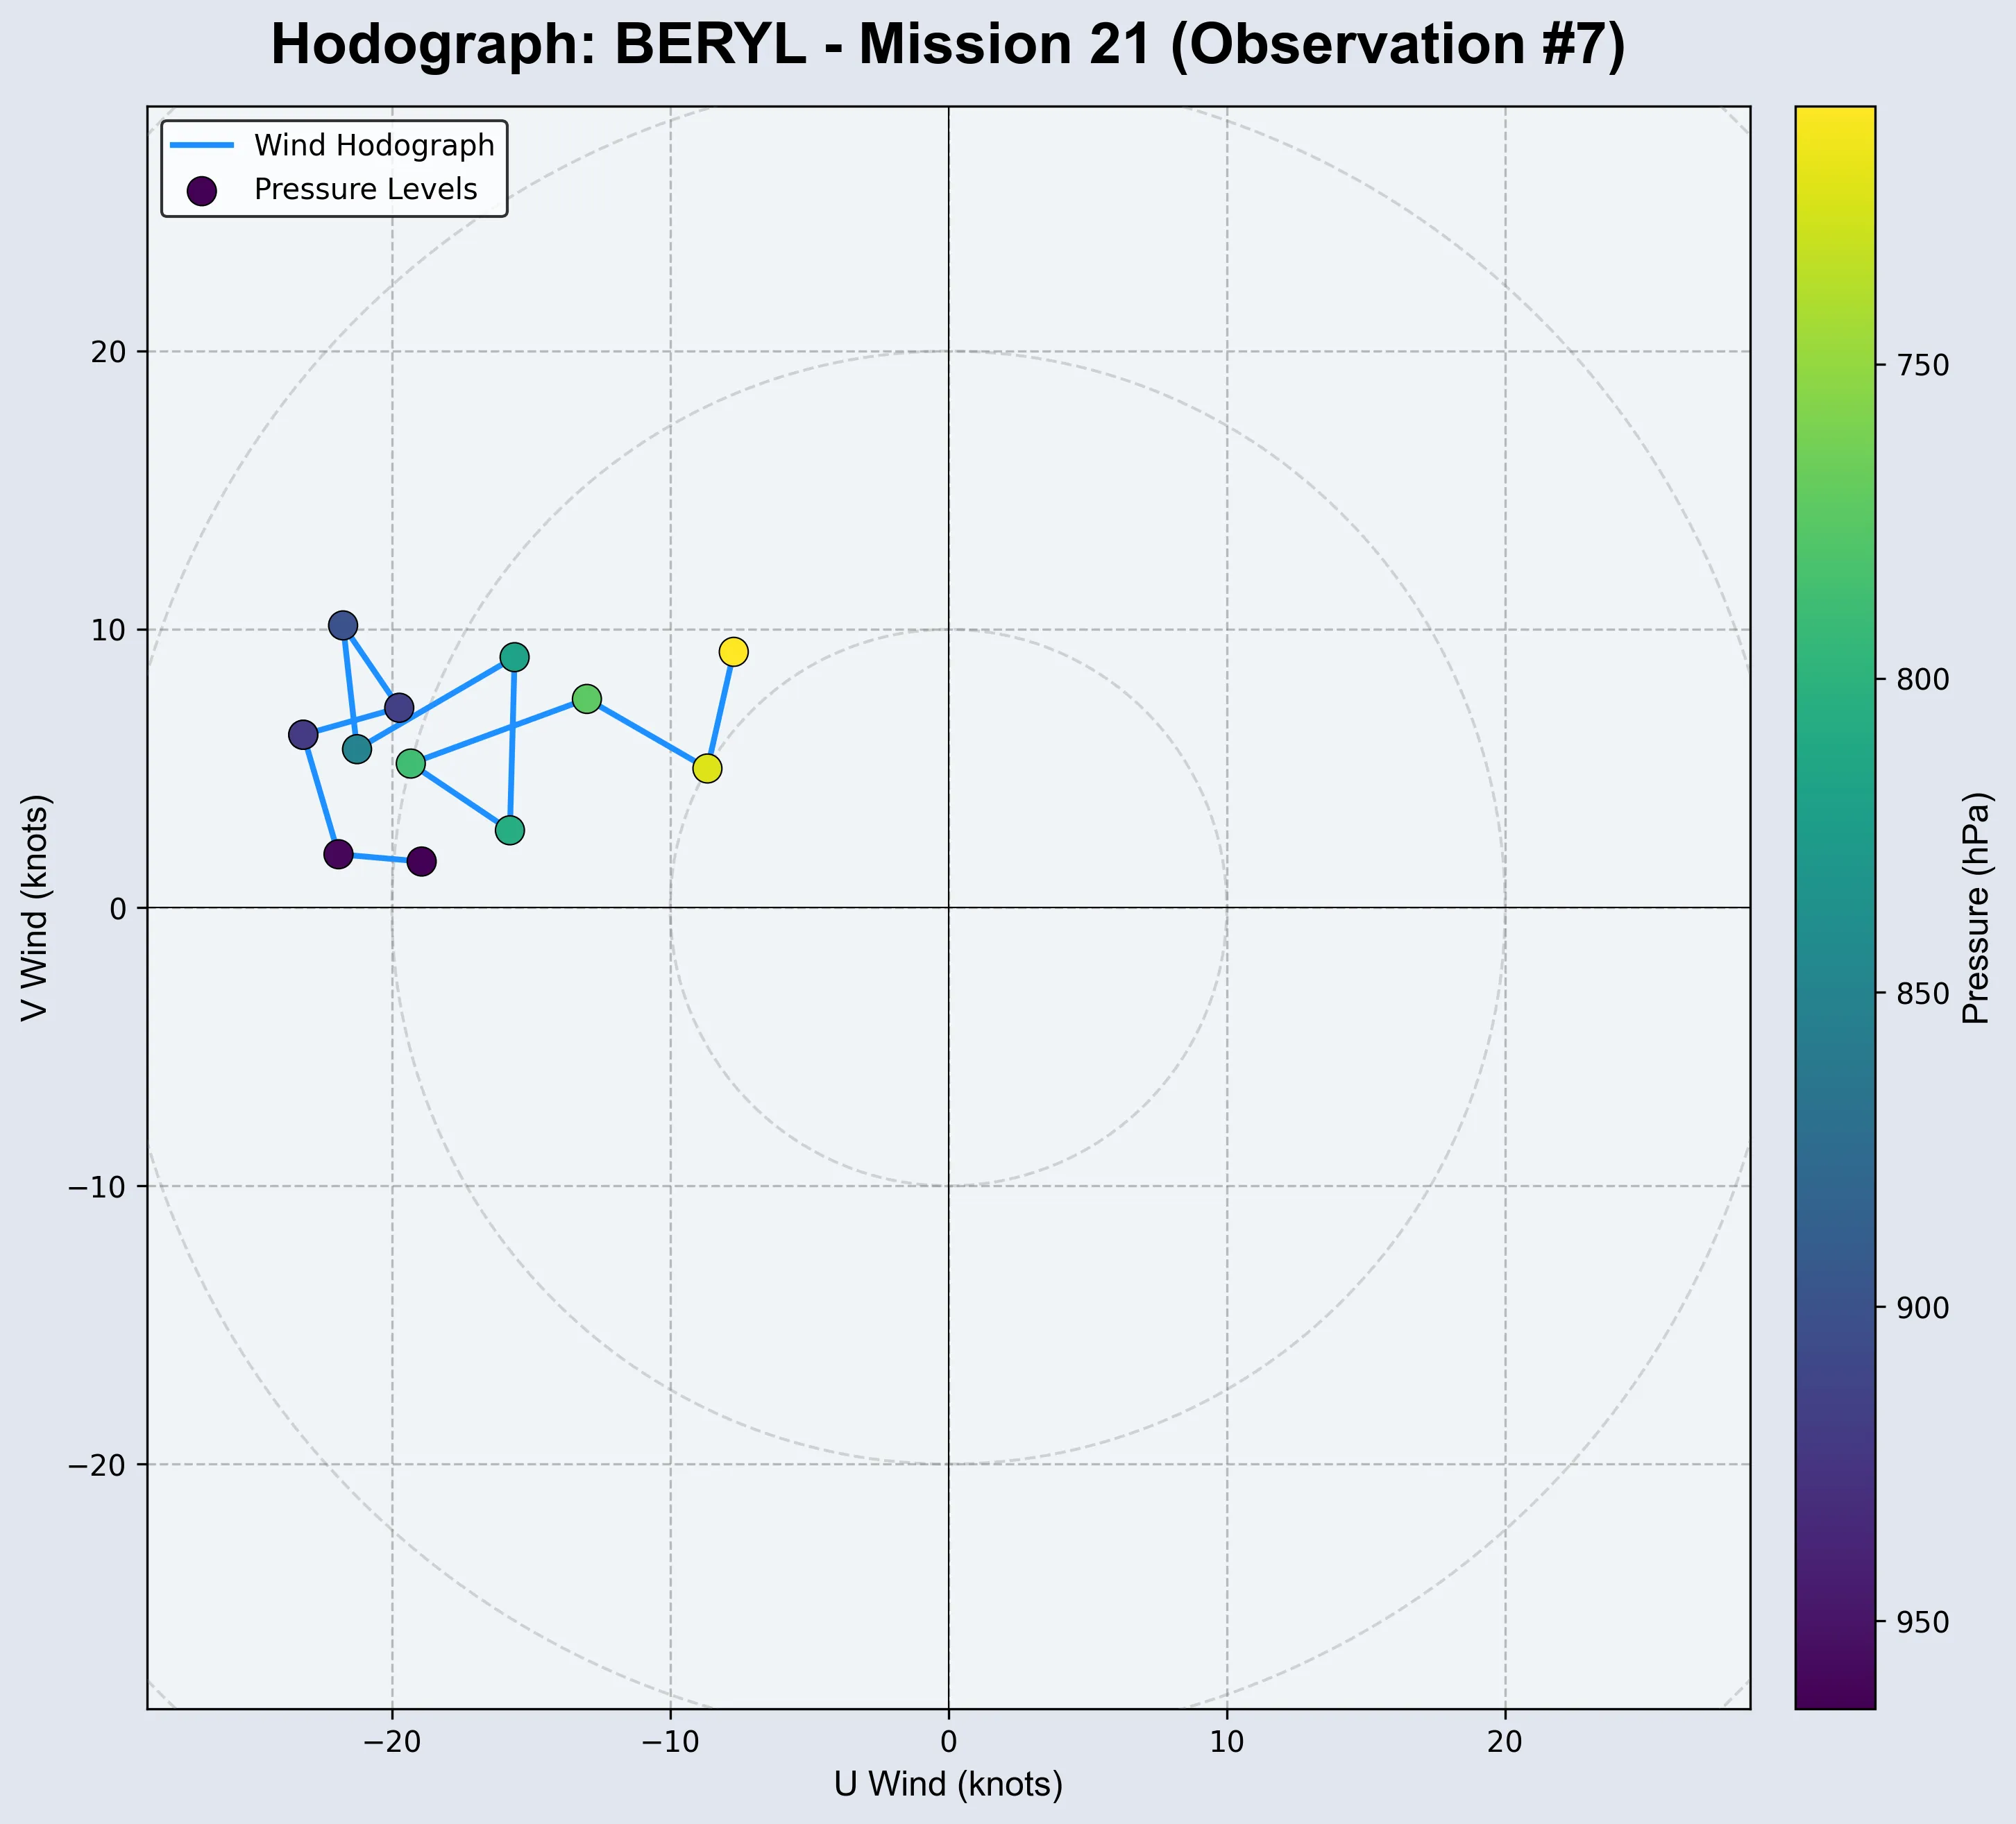 Hodograph: BERYL - Mission 21 (Observation #7)
Wind Hodograph
Pressure Levels
20
10
0
−10
−20
V Wind (knots)
−20
−10
0
10
20
U Wind (knots)
750
800
850
900
950
Pressure (hPa)